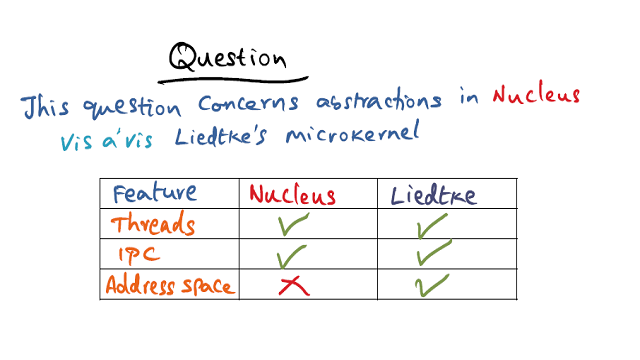 Question
This question concerns abstractions in Nucleus
vis a'vis Liedtke's microkernel
Feature Nucleus Liedtke
Threads ✓ ✓
IPC ✓ ✓
Address space ✗ ✓